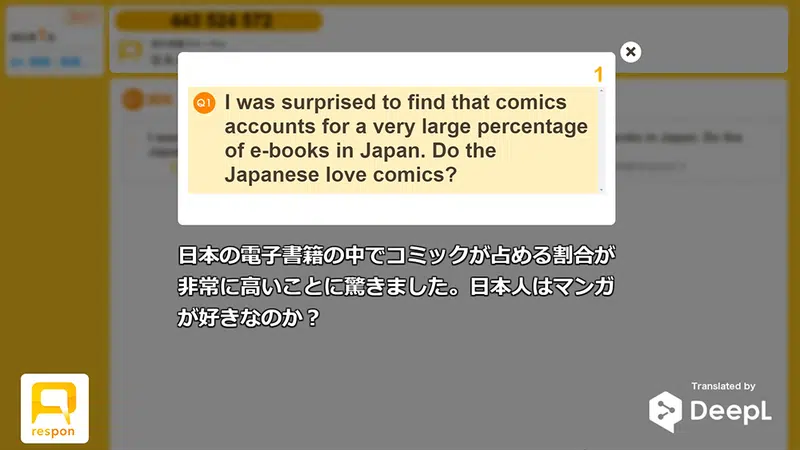 443 524 572
1
Q1
I was surprised to find that comics
accounts for a very large percentage
of e-books in Japan. Do the
Japanese love comics?
日本の電子書籍の中でコミックが占める割合が
非常に高いことに驚きました。日本人はマンガ
が好きなのか？
respon
Translated by
DeepL